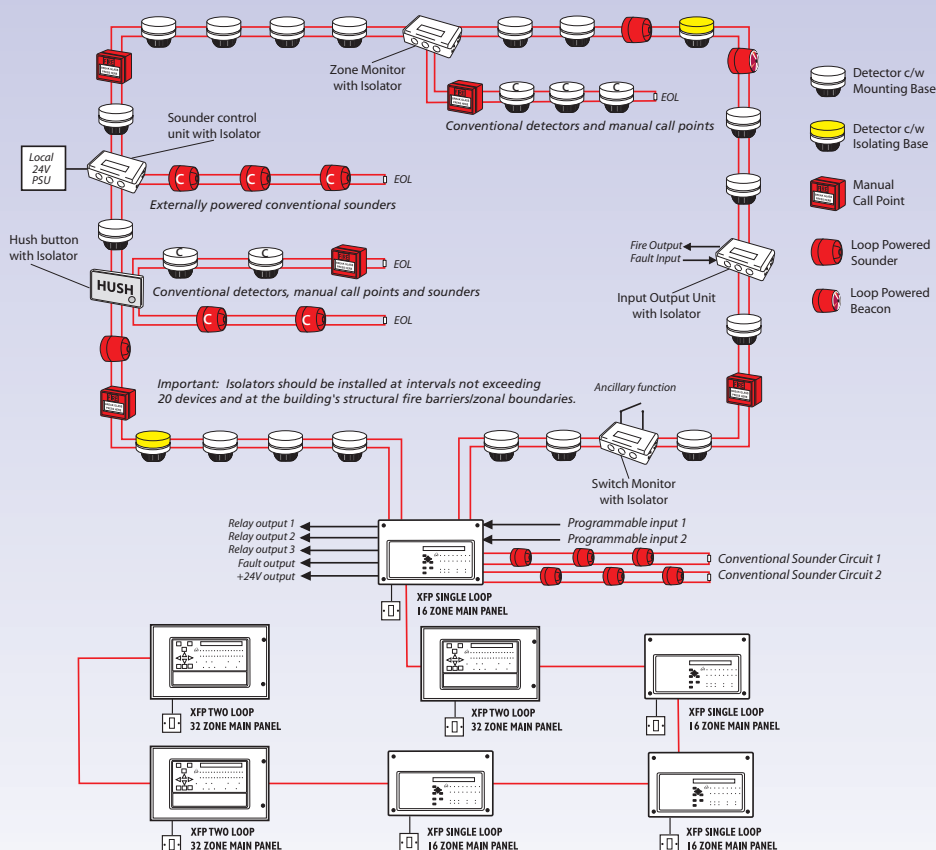 Zone Monitor
with Isolator
EOL
Conventional detectors and manual call points
Detector c/w
Mounting Base
Detector c/w
Isolating Base
Manual
Call Point
Loop Powered
Sounder
Loop Powered
Beacon
Sounder control
unit with Isolator
Local
24V
PSU
EOL
Externally powered conventional sounders
Hush button
with Isolator
HUSH
EOL
Conventional detectors, manual call points and sounders
EOL
Fire Output
Fault Input
Input Output Unit
with Isolator
Important: Isolators should be installed at intervals not exceeding
20 devices and at the building's structural fire barriers/zonal boundaries.
Ancillary function
Switch Monitor
with Isolator
Relay output 1
Relay output 2
Relay output 3
Fault output
+24V output
Programmable input 1
Programmable input 2
Conventional Sounder Circuit 1
Conventional Sounder Circuit 2
XFP SINGLE LOOP
16 ZONE MAIN PANEL
XFP TWO LOOP
32 ZONE MAIN PANEL
XFP TWO LOOP
32 ZONE MAIN PANEL
XFP SINGLE LOOP
16 ZONE MAIN PANEL
XFP TWO LOOP
32 ZONE MAIN PANEL
XFP SINGLE LOOP
16 ZONE MAIN PANEL
XFP SINGLE LOOP
16 ZONE MAIN PANEL
C
C
C
C
C
C
C
C
C
C